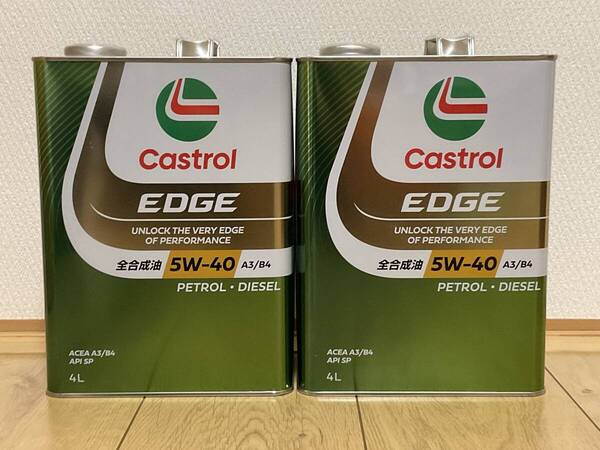 Castrol
EDGE
UNLOCK THE VERY EDGE
OF PERFORMANCE
全合成油 5W-40 A3/B4
PETROL • DIESEL
ACEA A3/B4
API SP
4L
Castrol
EDGE
UNLOCK THE VERY EDGE
OF PERFORMANCE
全合成油 5W-40 A3/B4
PETROL • DIESEL
ACEA A3/B4
API SP
4L